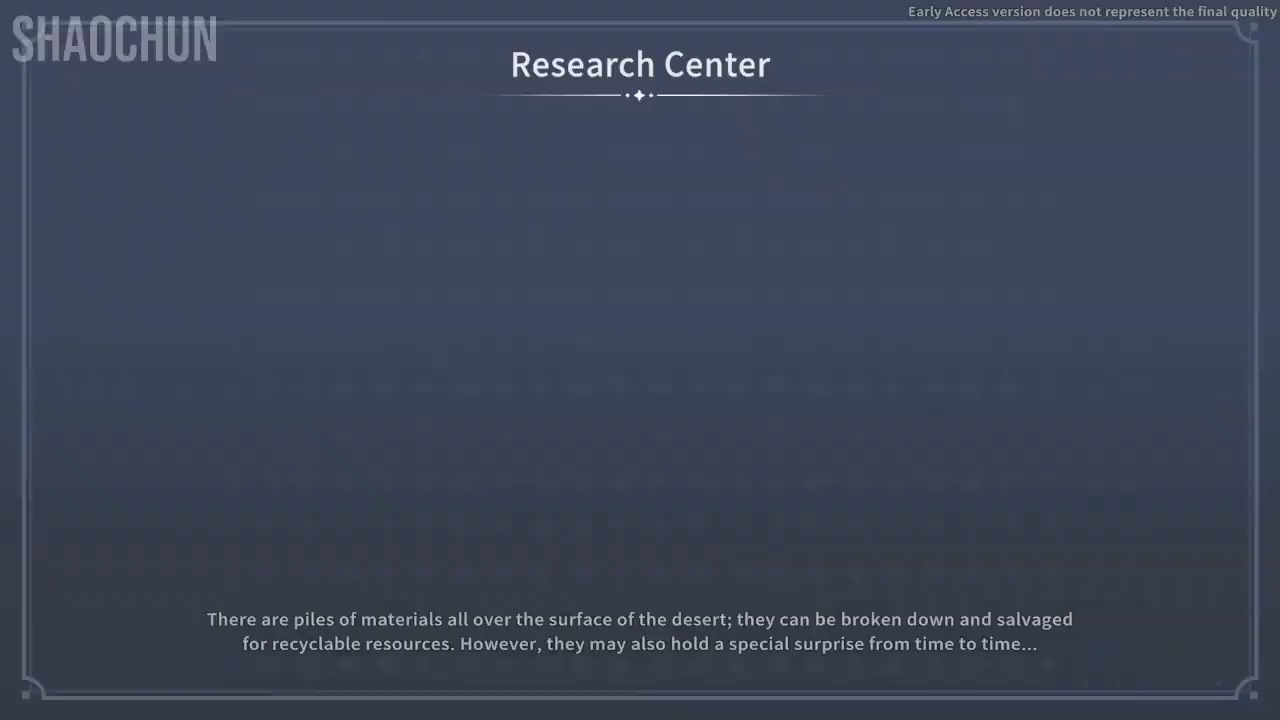 Early Access version does not represent the final quality
SHAOCHUN
Research Center
There are piles of materials all over the surface of the desert; they can be broken down and salvaged
for recyclable resources. However, they may also hold a special surprise from time to time...